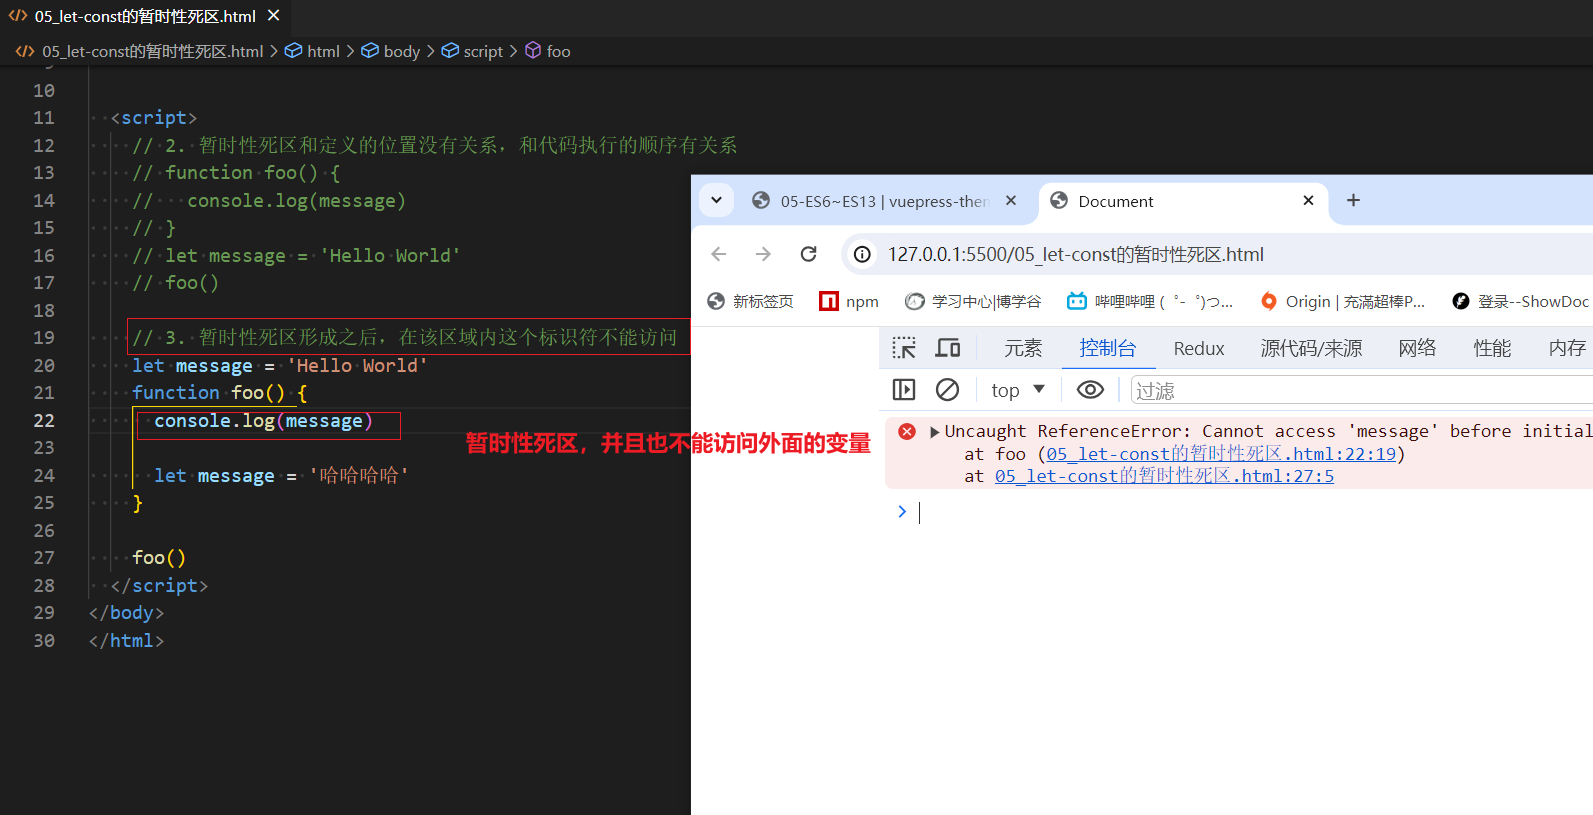 05_let-const的暂时性死区.html
05_let-const的暂时性死区.html > html > body > script > foo
10
11 <script>
12 // 2. 暂时性死区和定义的位置没有关系，和代码执行的顺序有关系
13 // function foo() {
14 //   console.log(message)
15 // }
16 // let message = 'Hello World'
17 // foo()
18
19 // 3. 暂时性死区形成之后，在该区域内这个标识符不能访问
20 let message = 'Hello World'
21 function foo() {
22 console.log(message)
23
24 let message = '哈哈哈哈'
25 }
26
27 foo()
28 </script>
29 </body>
30 </html>
暂时性死区，并且也不能访问外面的变量
05-ES6~ES13 | vuepress-then
Document
127.0.0.1:5500/05_let-const的暂时性死区.html
新标签页 npm 学习中心|博学谷 哔哩哔哩 ( ゜- ゜)つ... Origin | 充满超棒P... 登录--ShowDoc
元素 控制台 Redux 源代码/来源 网络 性能 内存
top 过滤
Uncaught ReferenceError: Cannot access 'message' before initial
at foo (05_let-const的暂时性死区.html:22:19)
at 05_let-const的暂时性死区.html:27:5